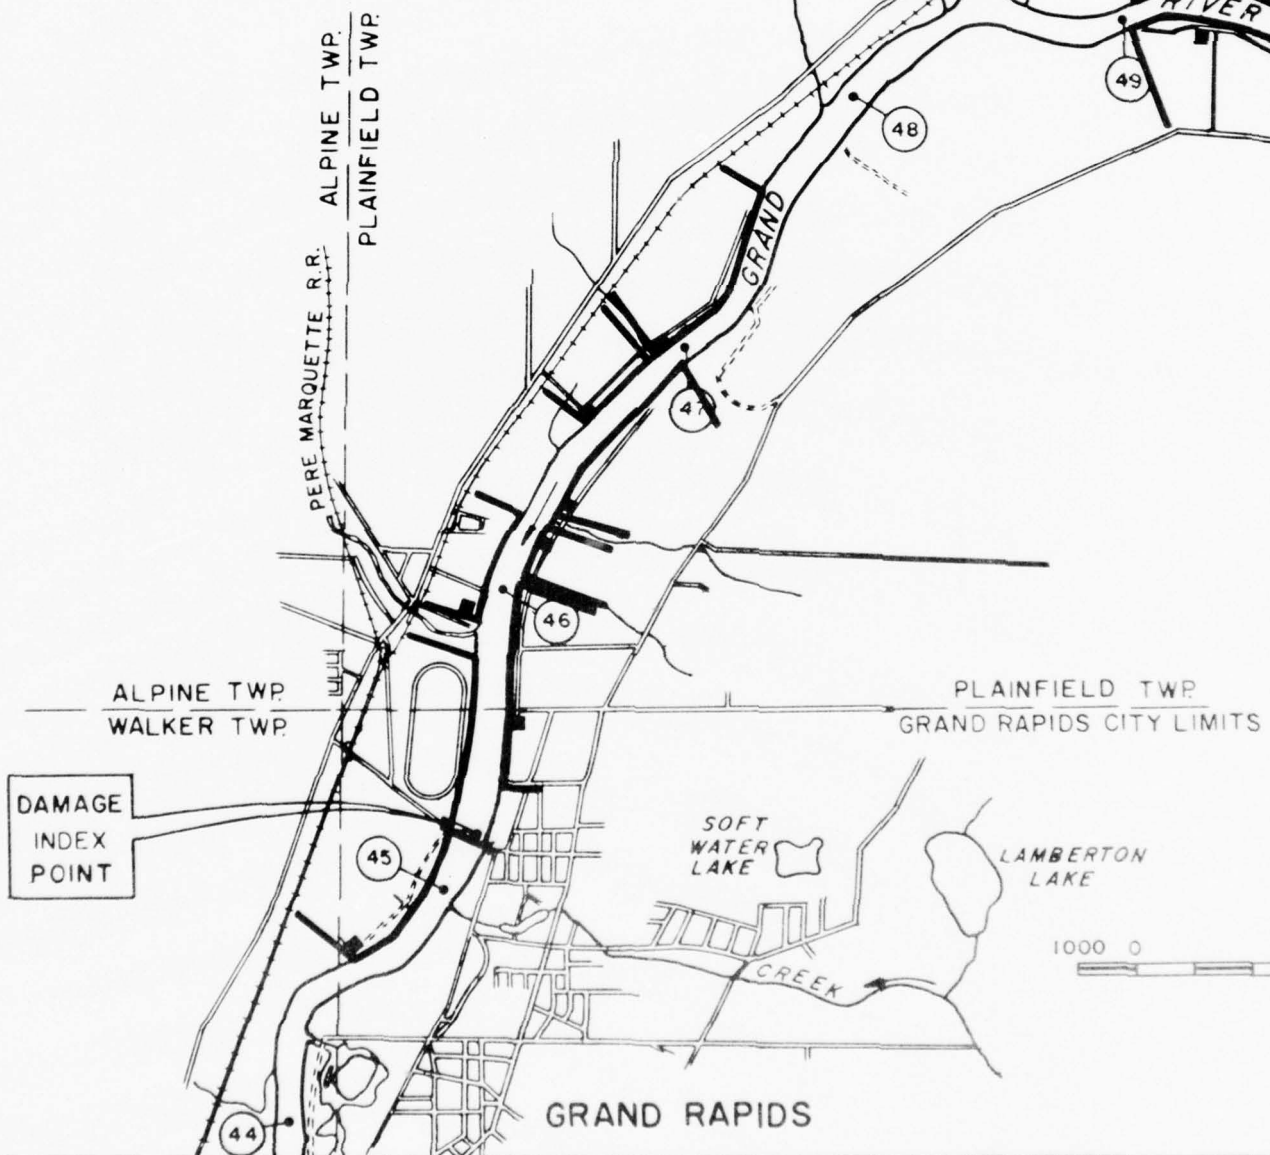 RIVER
49
48
ALPINE TWP.
PLAINFIELD TWP.
GRAND
PERE MARQUETTE R.R.
47
46
ALPINE TWP.
WALKER TWP.
PLAINFIELD TWP.
GRAND RAPIDS CITY LIMITS
DAMAGE
INDEX
POINT
45
SOFT
WATER
LAKE
LAMBERTON
LAKE
1000 0
CREEK
GRAND RAPIDS
44